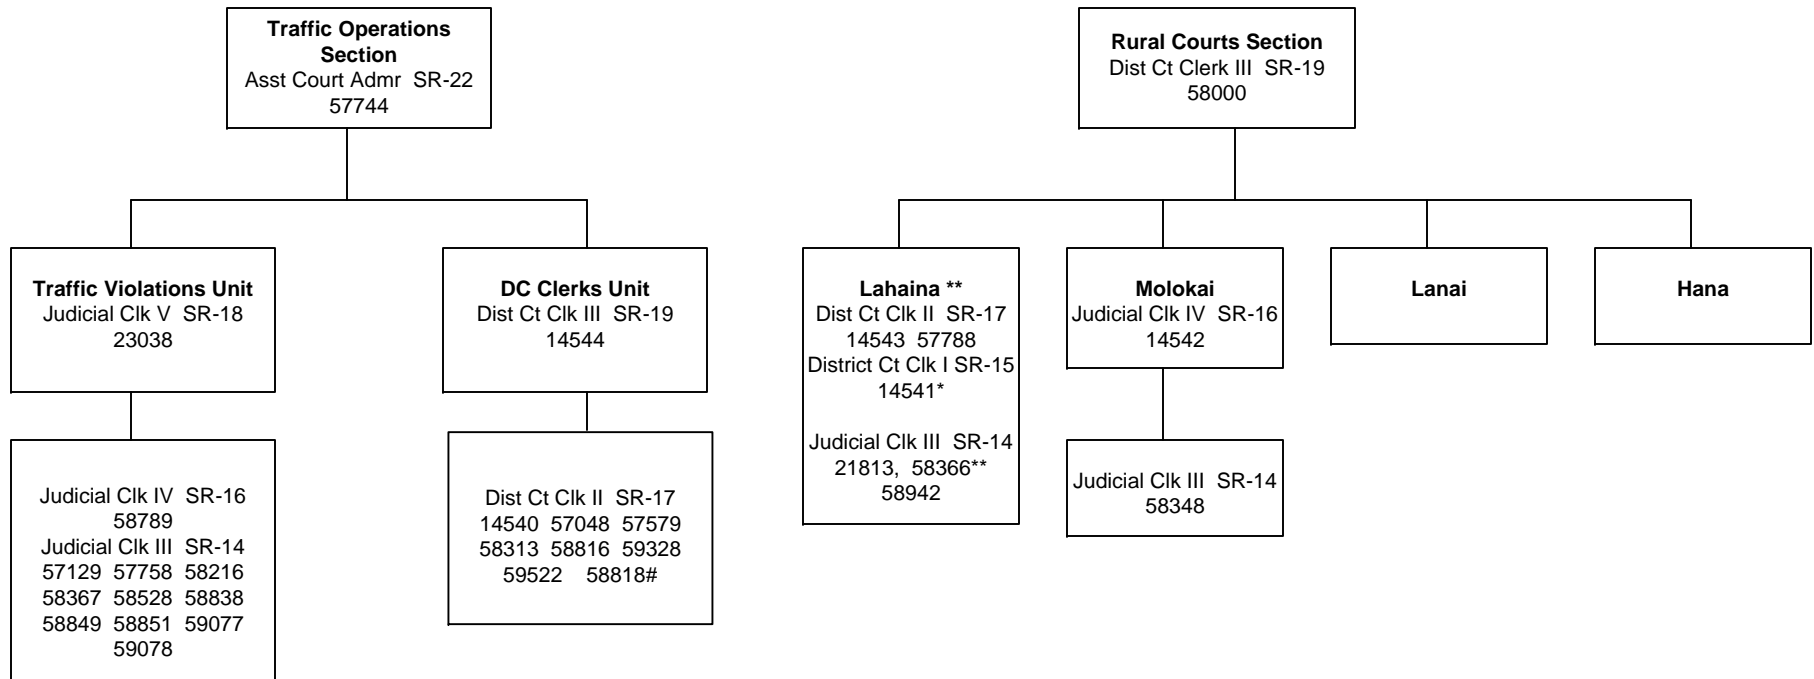 Traffic Operations
Section
Asst Court Admr SR-22
57744
Rural Courts Section
Dist Ct Clerk III SR-19
58000
Traffic Violations Unit
Judicial Clk V SR-18
23038
DC Clerks Unit
Dist Ct Clk III SR-19
14544
Lahaina **
Dist Ct Clk II SR-17
14543 57788
District Ct Clk I SR-15
14541*
Judicial Clk III SR-14
21813, 58366**
58942
Molokai
Judicial Clk IV SR-16
14542
Lanai
Hana
Judicial Clk IV SR-16
58789
Judicial Clk III SR-14
57129 57758 58216
58367 58528 58838
58849 58851 59077
59078
Dist Ct Clk II SR-17
14540 57048 57579
58313 58816 59328
59522 58818#
Judicial Clk III SR-14
58348